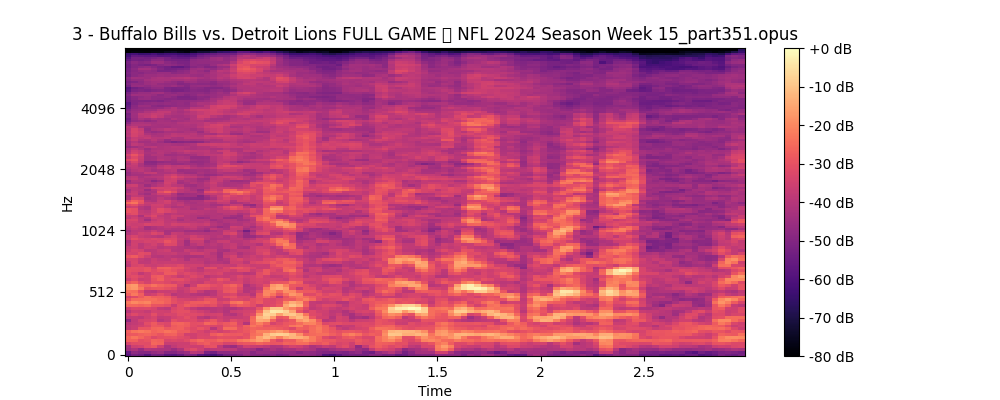 3 - Buffalo Bills vs. Detroit Lions FULL GAME ▯ NFL 2024 Season Week 15_part351.opus
+0 dB
-10 dB
-20 dB
-30 dB
-40 dB
-50 dB
-60 dB
-70 dB
-80 dB
4096
2048
1024
512
0
Hz
0 0.5 1 1.5 2 2.5
Time